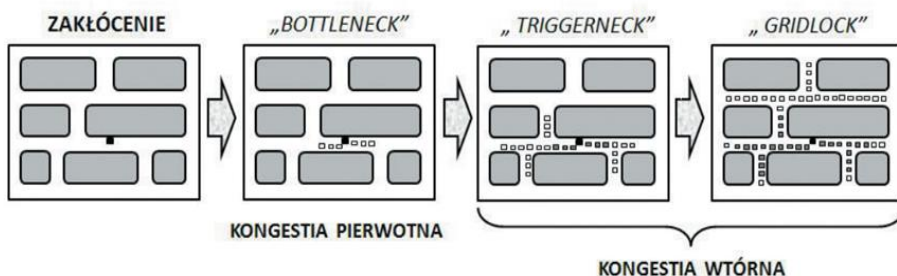 ZAKŁÓCENIE
„BOTTLENECK”
„ TRIGGERNECK”
„ GRIDLOCK”
KONGESTIA PIERWOTNA
KONGESTIA WTÓRNA